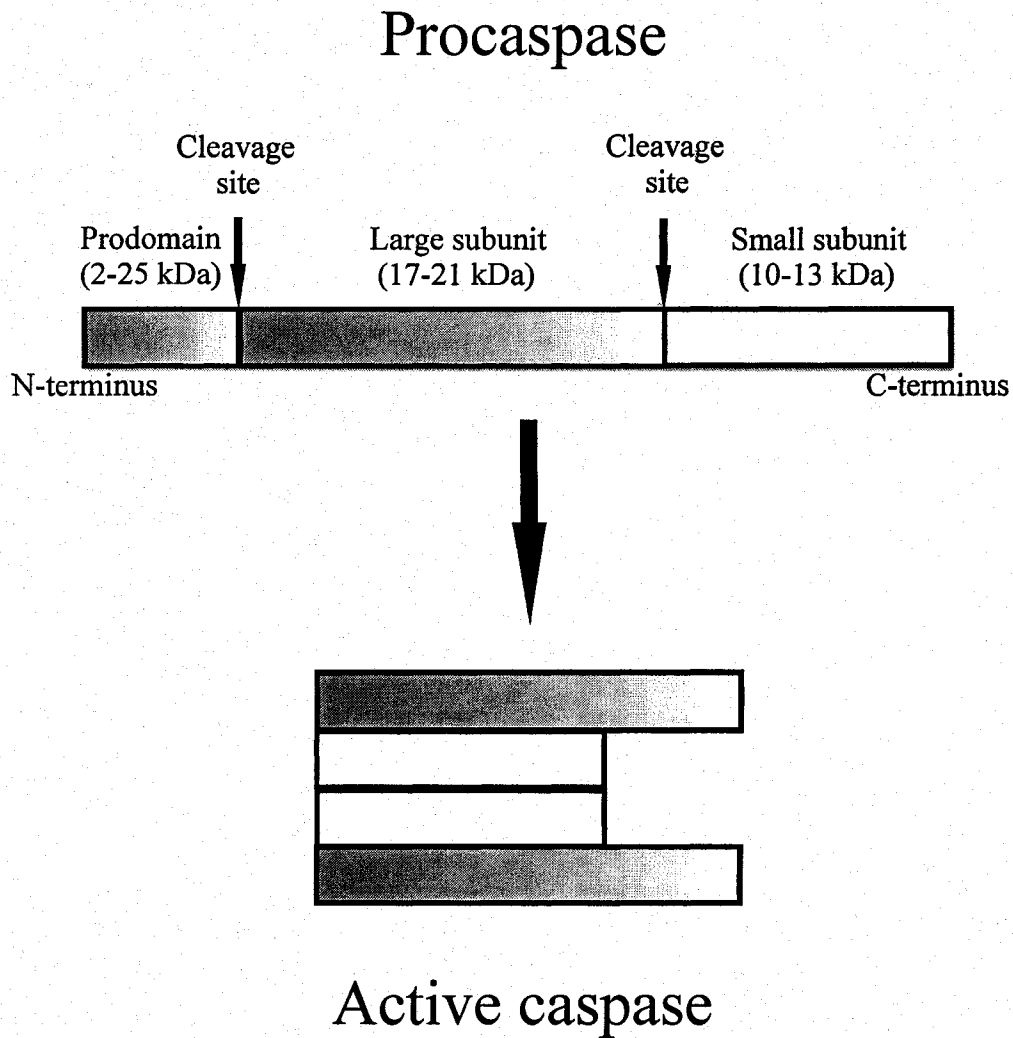 Procaspase
Cleavage
site
Cleavage
site
Prodomain
(2-25 kDa)
Large subunit
(17-21 kDa)
Small subunit
(10-13 kDa)
N-terminus
C-terminus
Active caspase